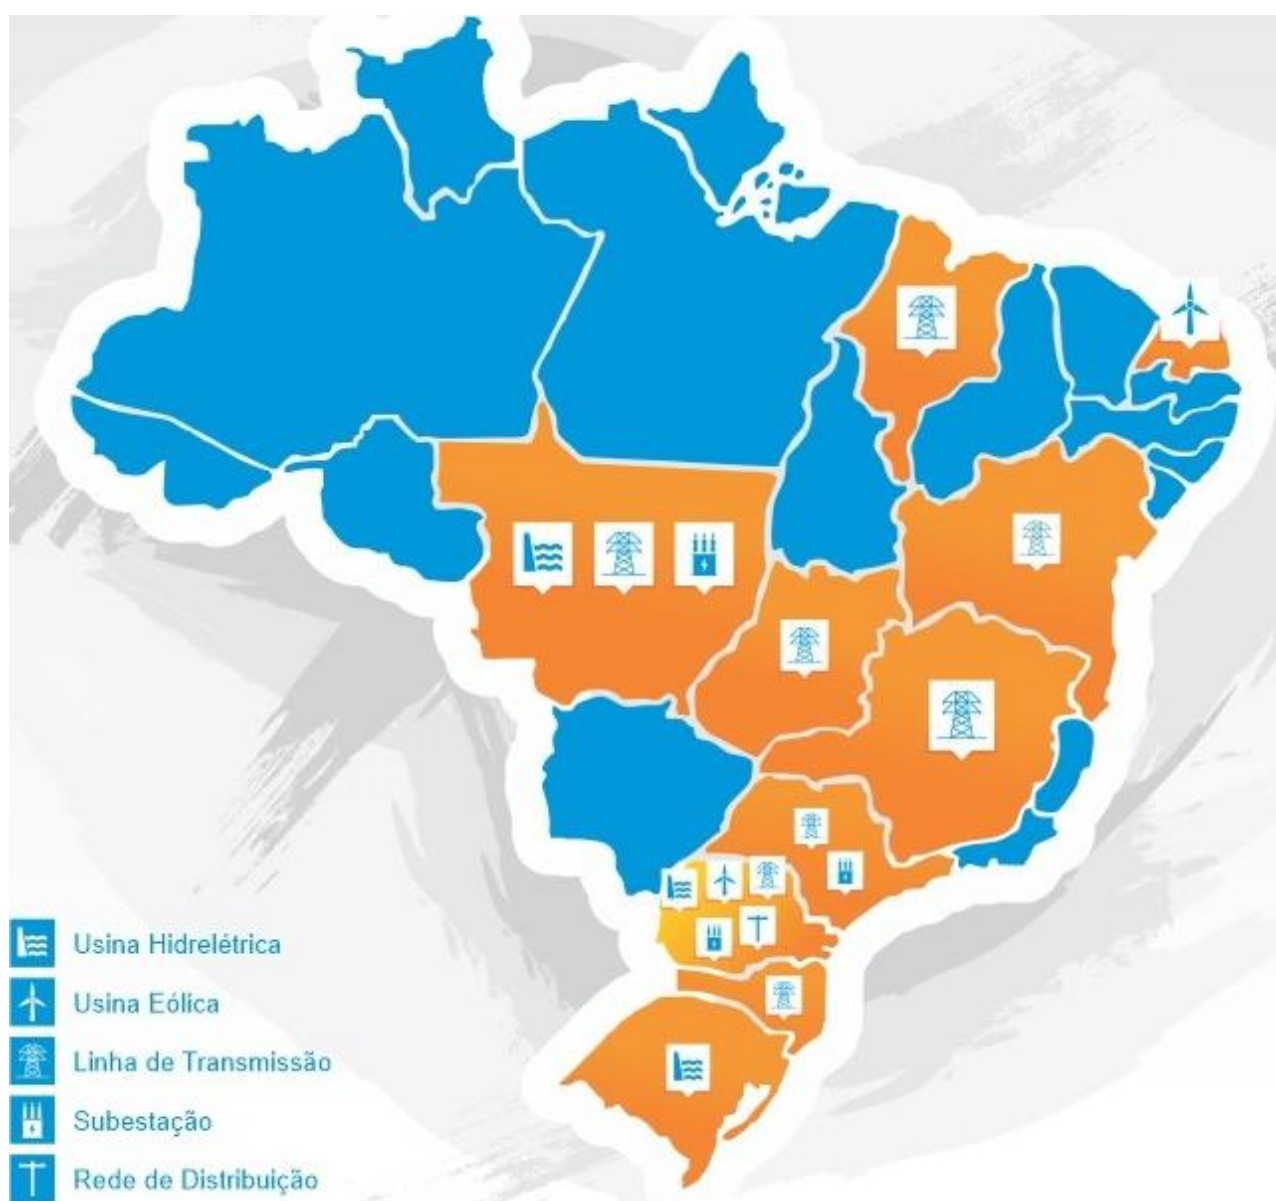 Usina Hidrelétrica
Usina Eólica
Linha de Transmissão
Subestação
Rede de Distribuição